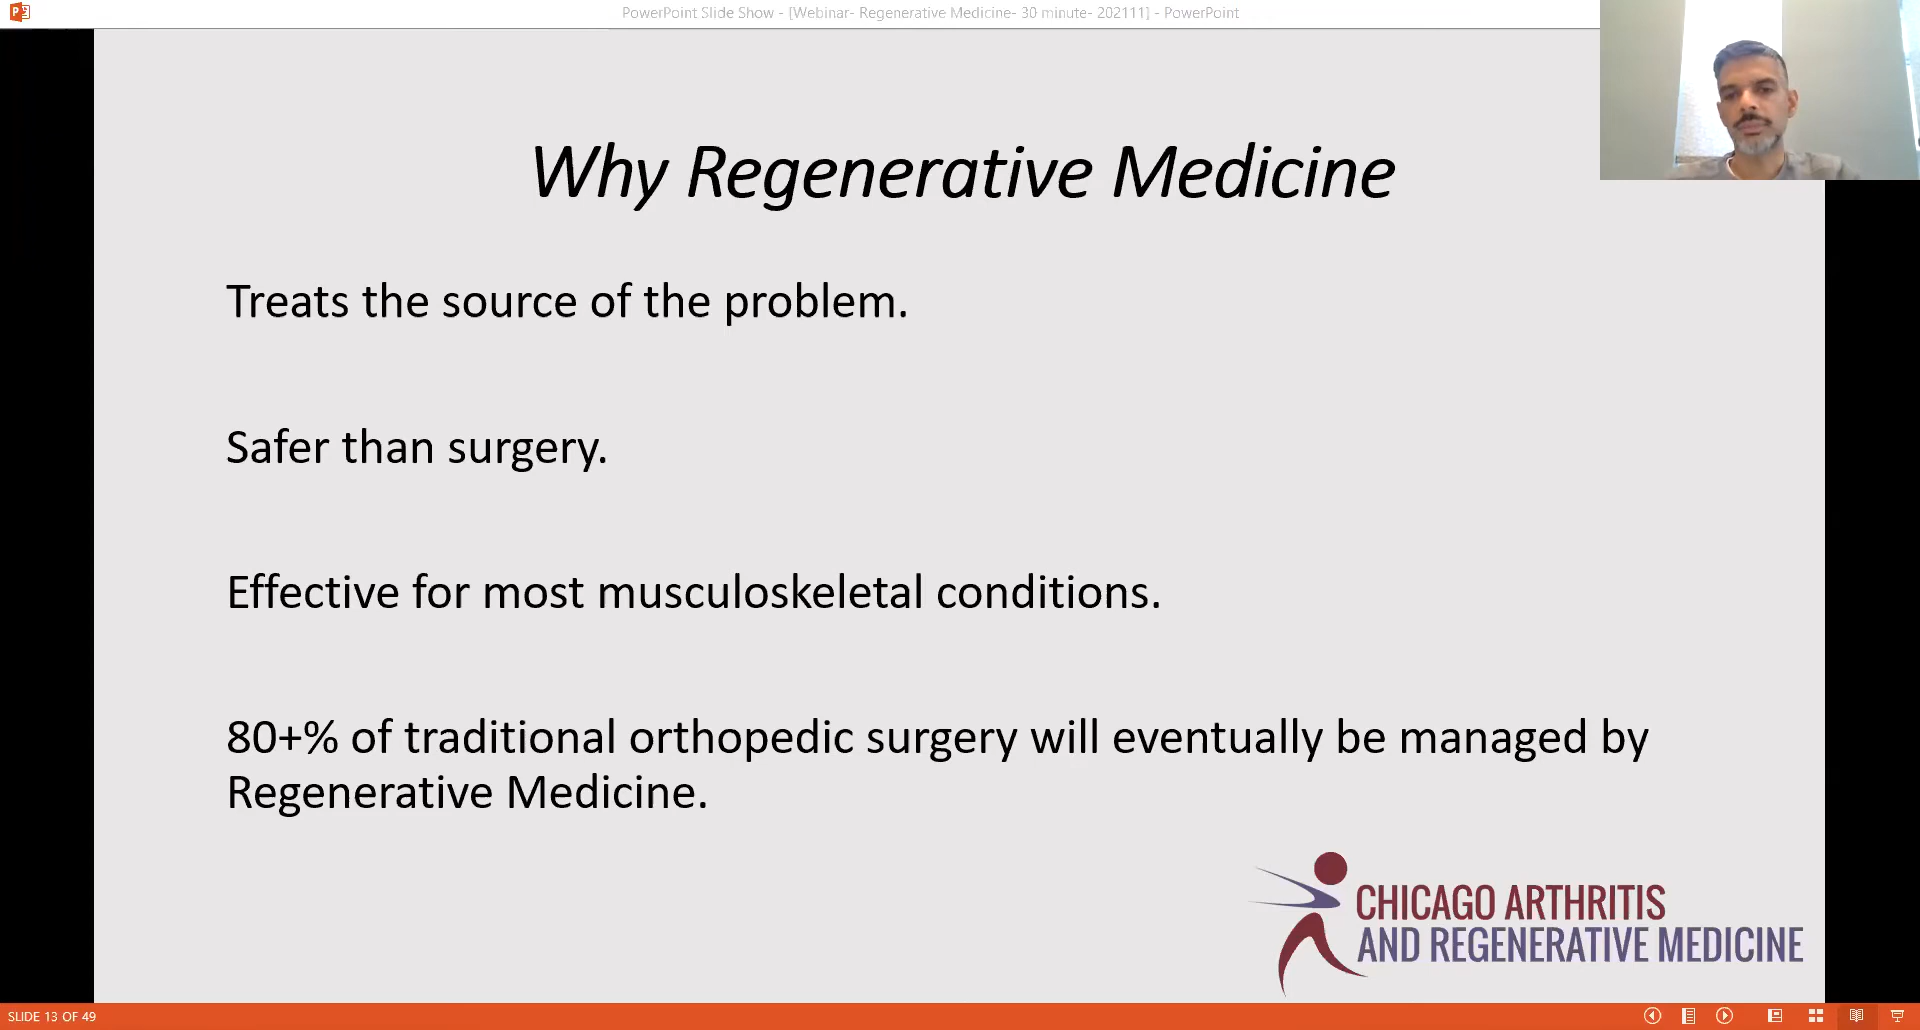 PowerPoint Slide Show - [Webinar- Regenerative Medicine- 30 minute- 202111] - PowerPoint
Why Regenerative Medicine
Treats the source of the problem.
Safer than surgery.
Effective for most musculoskeletal conditions.
80+% of traditional orthopedic surgery will eventually be managed by
Regenerative Medicine.
CHICAGO ARTHRITIS
AND REGENERATIVE MEDICINE
SLIDE 13 OF 49